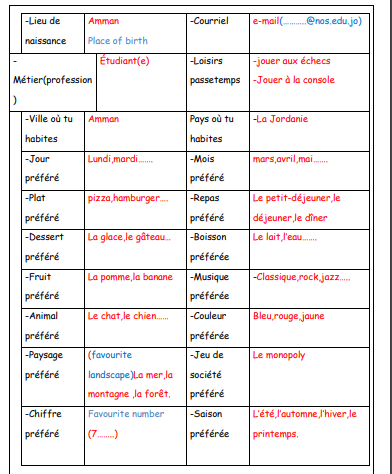 -Lieu de naissance Amman -Courriel e-mail(...........@nos.edu.jo)
Place of birth
- Métier(profession) Étudiant(e) -Loisirs passetemps -jouer aux échecs
-Jouer à la console
-Ville où tu habites Amman Pays où tu habites -La Jordanie
-Jour préféré Lundi,mardi....... -Mois préféré mars,avril,mai.......
-Plat préféré pizza,hamburger.... -Repas préféré Le petit-déjeuner,le déjeuner,le dîner
-Dessert préféré La glace,le gâteau... -Boisson préférée Le lait,l'eau.......
-Fruit préféré La pomme,la banane -Musique préférée -Classique,rock,jazz.....
-Animal préféré Le chat,le chien...... -Couleur préférée Bleu,rouge,jaune
-Paysage préféré (favourite landscape)La mer,la montagne ,la forêt. -Jeu de société préféré Le monopoly
-Chiffre préféré Favourite number (7........) -Saison préférée L'été,l'automne,l'hiver,le printemps.